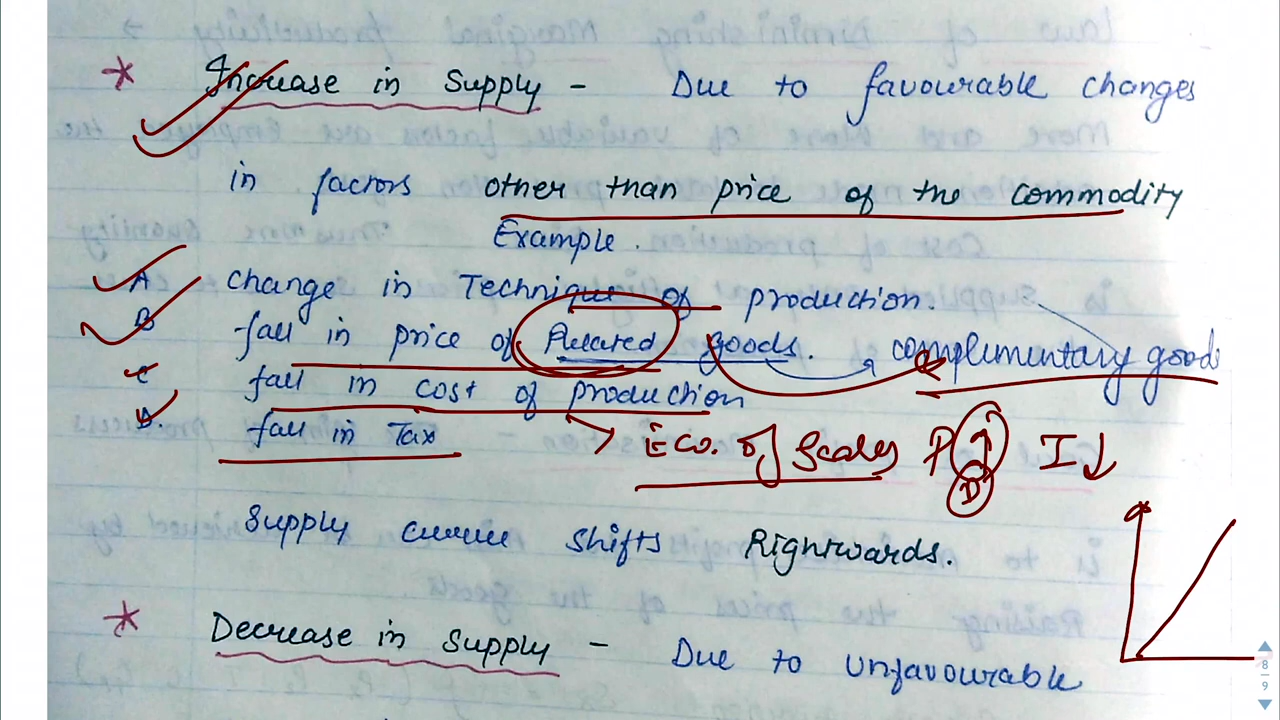 * Increase in Supply - Due to favourable changes
in factors other than price of the commodity
Example.
A Change in Technique of production.
B fall in price of Related goods. complimentary goods
C fall in cost of production
D. fall in Tax
Eco. of Scales P↑ I↓
D
Supply curve shifts Rightwards.
* Decrease in Supply - Due to unfavourable
8
9